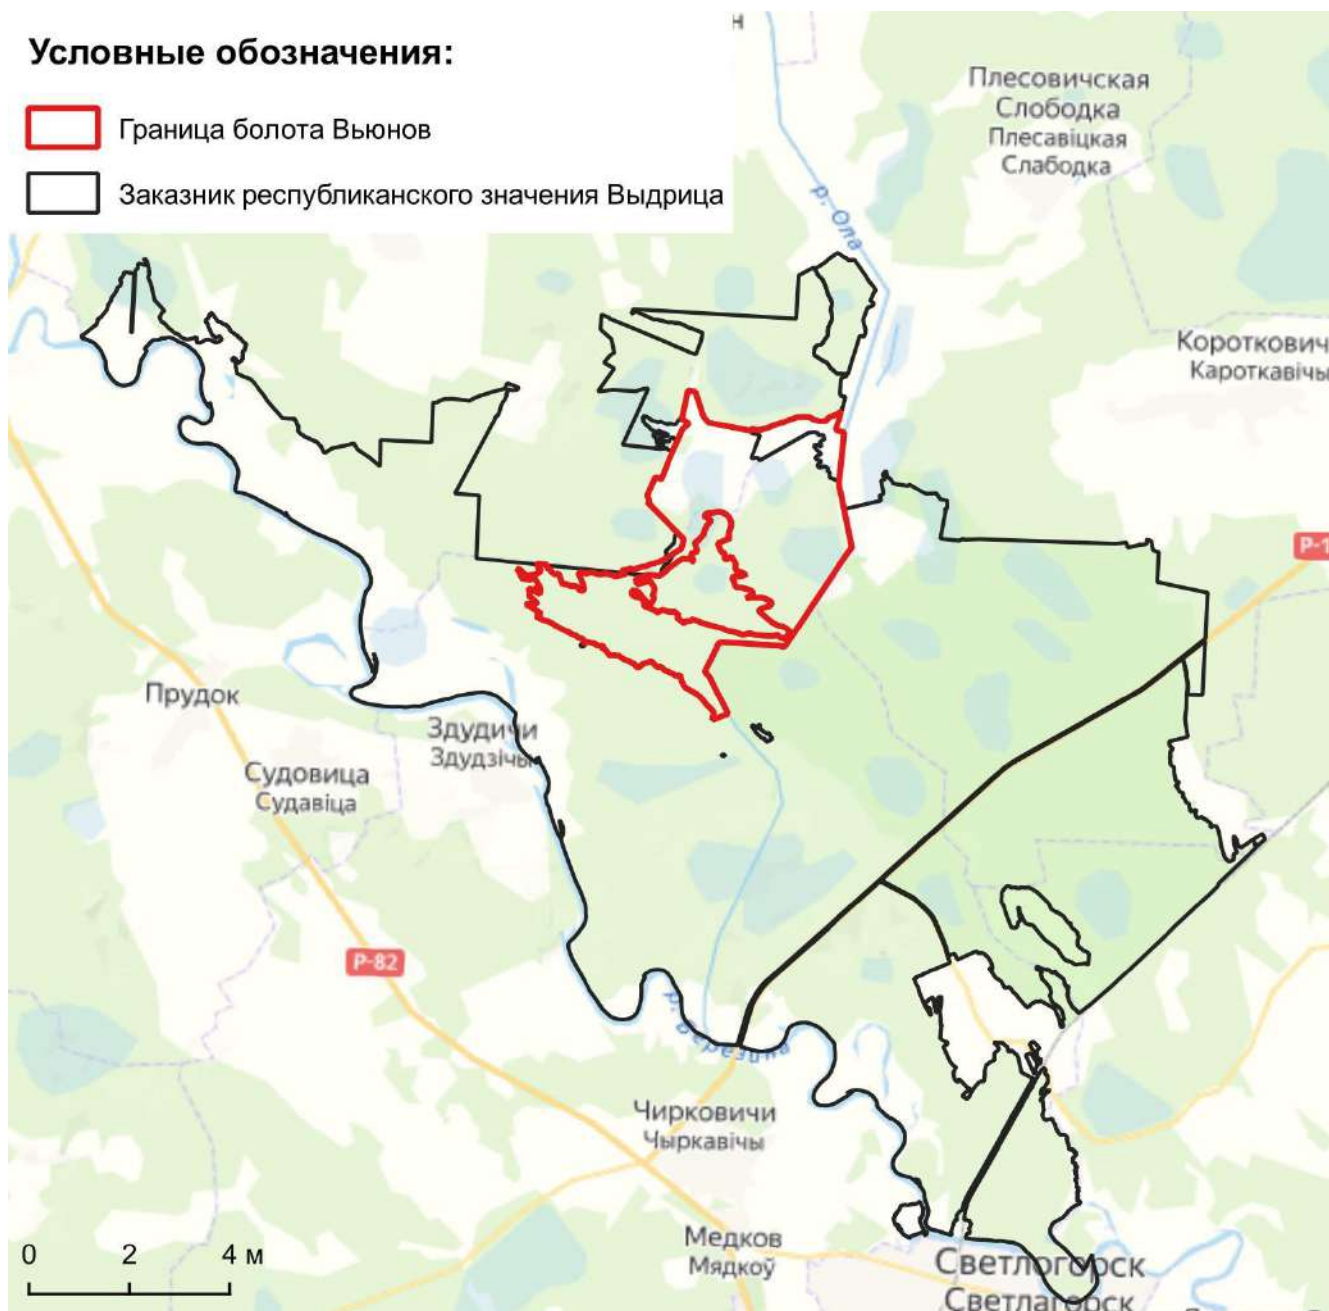 Условные обозначения:
Граница болота Вьюнов
Заказник республиканского значения Выдрица
Плесовичская
Слободка
Плесавіцкая
Слабодка
р. Ола
Короткович
Кароткавічы
Р-1
Прудок
Здудичи
Здудзічы
Судовица
Судавіца
Р-82
Чирковичи
Чыркавічы
Медков
Мядкоў
Светлогорск
Светлагорск
0 2 4 м